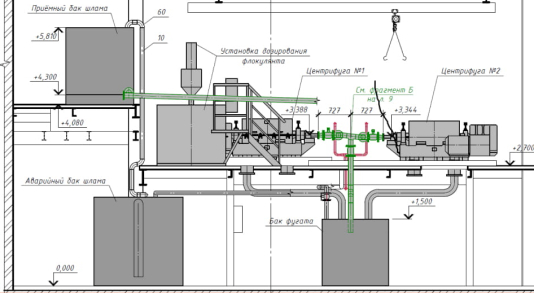 Приёмный бак шлама
60
+5,810
10
Установка дозирования
флокулянта
Центрифуга №1
Центрифуга №2
См. фрагмент Б
на л. 9
+4,300
+3,388
727
727
+3,344
+4,080
+2,700
Аварийный бак шлама
+1,500
Бак фугата
0,000